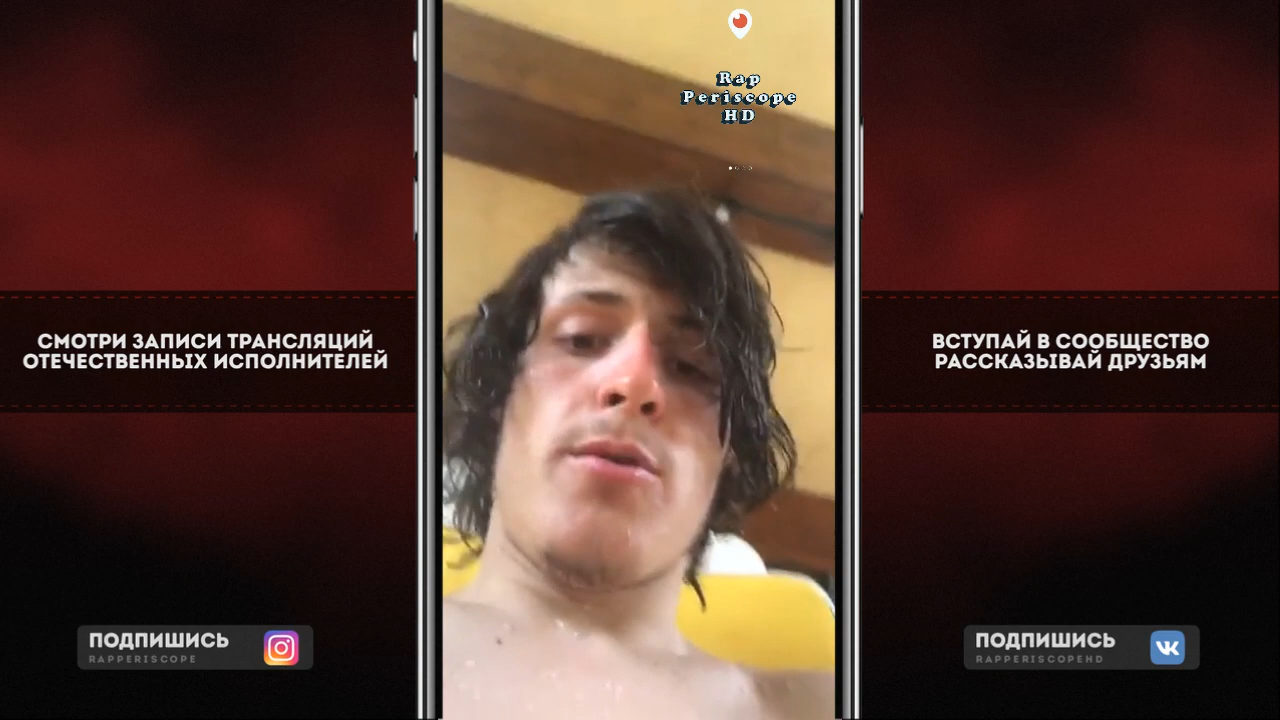 Rap
Periscope
HD
СМОТРИ ЗАПИСИ ТРАНСЛЯЦИЙ
ОТЕЧЕСТВЕННЫХ ИСПОЛНИТЕЛЕЙ
ВСТУПАЙ В СООБЩЕСТВО
РАССКАЗЫВАЙ ДРУЗЬЯМ
ПОДПИШИСЬ
RAPPERISCOPE
ПОДПИШИСЬ
RAPPERISCOPEHD